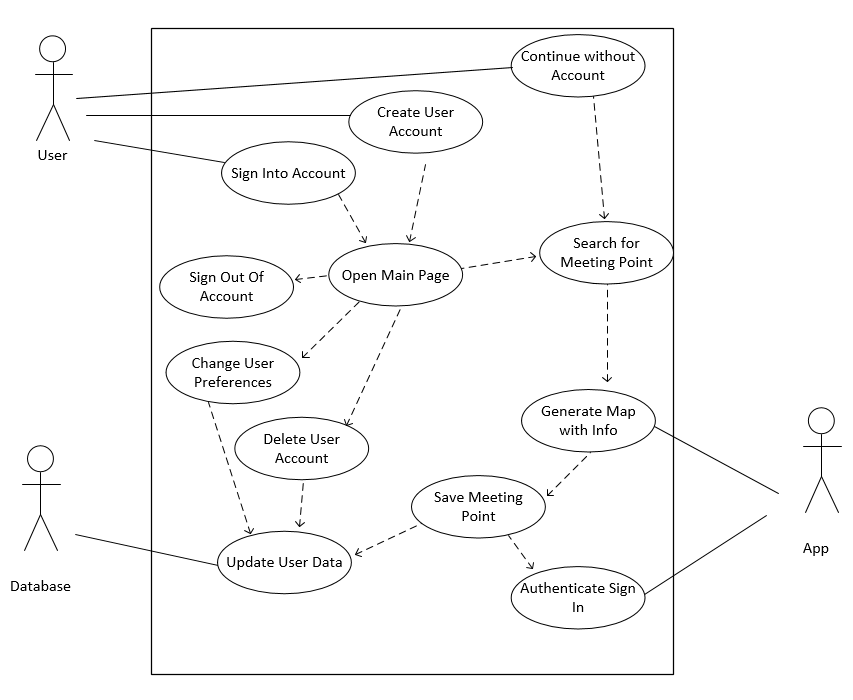 Continue without
Account
Create User
Account
User
Sign Into Account
Search for
Meeting Point
Open Main Page
Sign Out Of
Account
Change User
Preferences
Generate Map
with Info
Delete User
Account
Save Meeting
Point
App
Update User Data
Database
Authenticate Sign
In